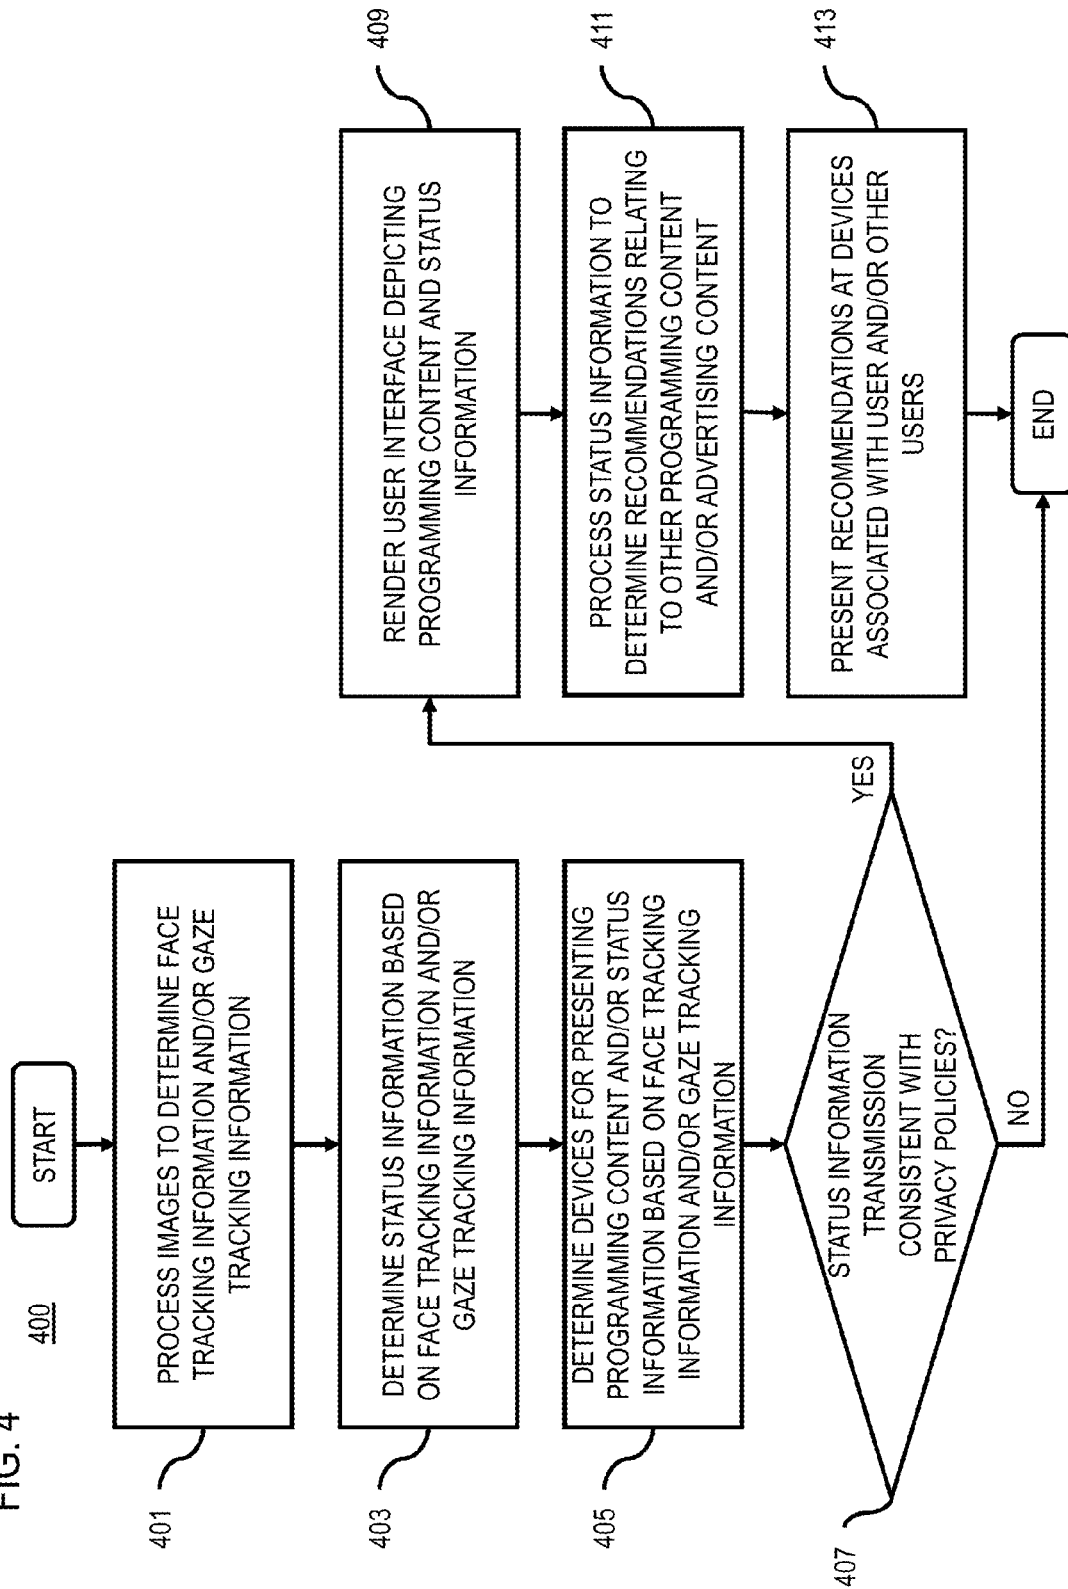 FIG. 4
400
START
PROCESS IMAGES TO DETERMINE FACE
TRACKING INFORMATION AND/OR GAZE
TRACKING INFORMATION
401
DETERMINE STATUS INFORMATION BASED
ON FACE TRACKING INFORMATION AND/OR
GAZE TRACKING INFORMATION
403
DETERMINE DEVICES FOR PRESENTING
PROGRAMMING CONTENT AND/OR STATUS
INFORMATION BASED ON FACE TRACKING
INFORMATION AND/OR GAZE TRACKING
INFORMATION
405
STATUS INFORMATION
TRANSMISSION
CONSISTENT WITH
PRIVACY POLICIES?
407
YES
NO
RENDER USER INTERFACE DEPICTING
PROGRAMMING CONTENT AND STATUS
INFORMATION
409
PROCESS STATUS INFORMATION TO
DETERMINE RECOMMENDATIONS RELATING
TO OTHER PROGRAMMING CONTENT
AND/OR ADVERTISING CONTENT
411
PRESENT RECOMMENDATIONS AT DEVICES
ASSOCIATED WITH USER AND/OR OTHER
USERS
413
END